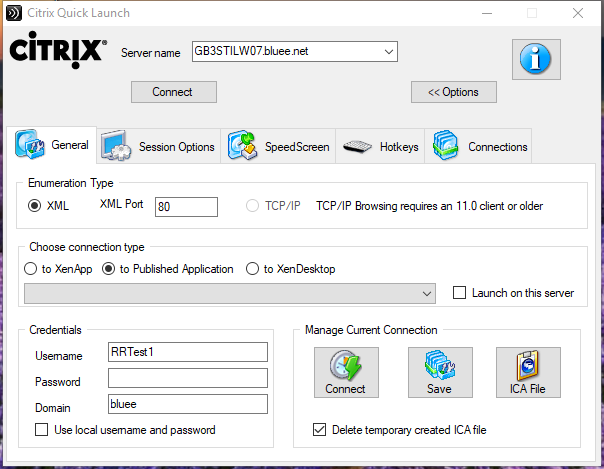 Citrix Quick Launch
CİTRIX®
Server name
GB3STILW07.bluee.net
Connect
<< Options
General
Session Options
SpeedScreen
Hotkeys
Connections
Enumeration Type
XML
XML Port
80
TCP/IP
TCP/IP Browsing requires an 11.0 client or older
Choose connection type
to XenApp
to Published Application
to XenDesktop
Launch on this server
Credentials
Username
RRTest1
Password
Domain
bluee
Use local username and password
Manage Current Connection
Connect
Save
ICA File
Delete temporary created ICA file